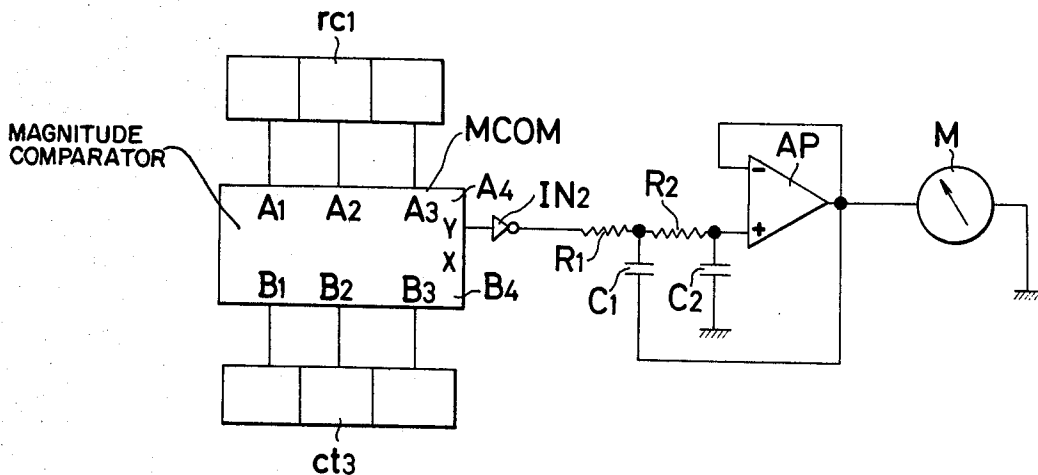 rc1
MAGNITUDE
COMPARATOR
MCOM
A1 A2 A3 A4
Y
X
B1 B2 B3 B4
IN2
R1
R2
C1
C2
AP
-
+
M
ct3